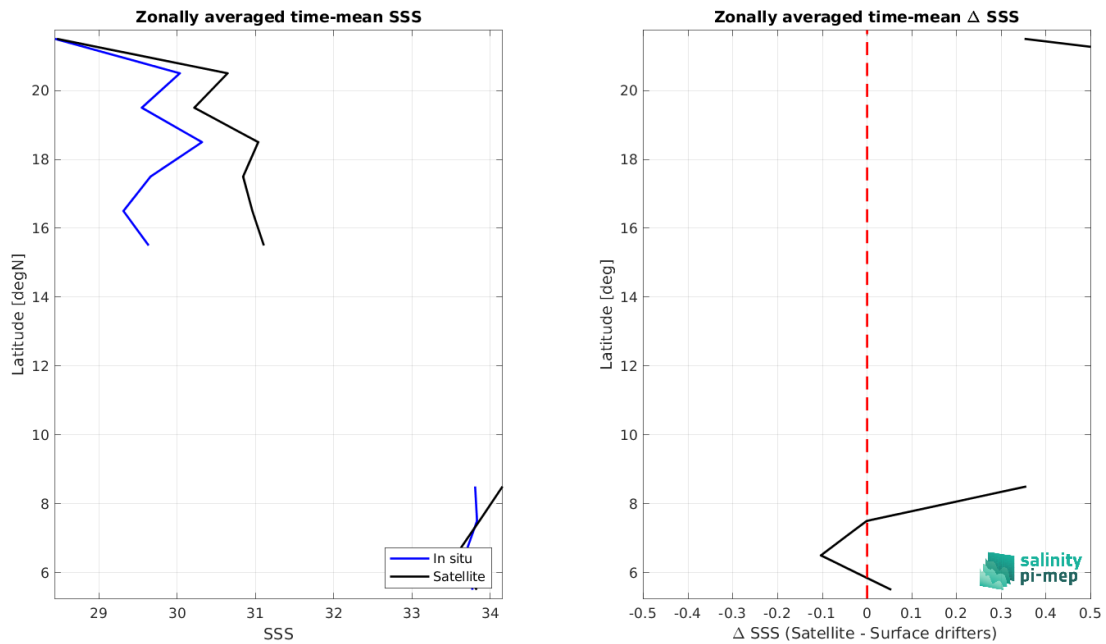 Zonally averaged time-mean SSS
20
18
16
14
12
10
8
6
Latitude [degN]
29 30 31 32 33 34
SSS
In situ
Satellite
Zonally averaged time-mean Δ SSS
20
18
16
14
12
10
8
6
Latitude [deg]
-0.5 -0.4 -0.3 -0.2 -0.1 0 0.1 0.2 0.3 0.4 0.5
Δ SSS (Satellite - Surface drifters)
salinity
pi-mep